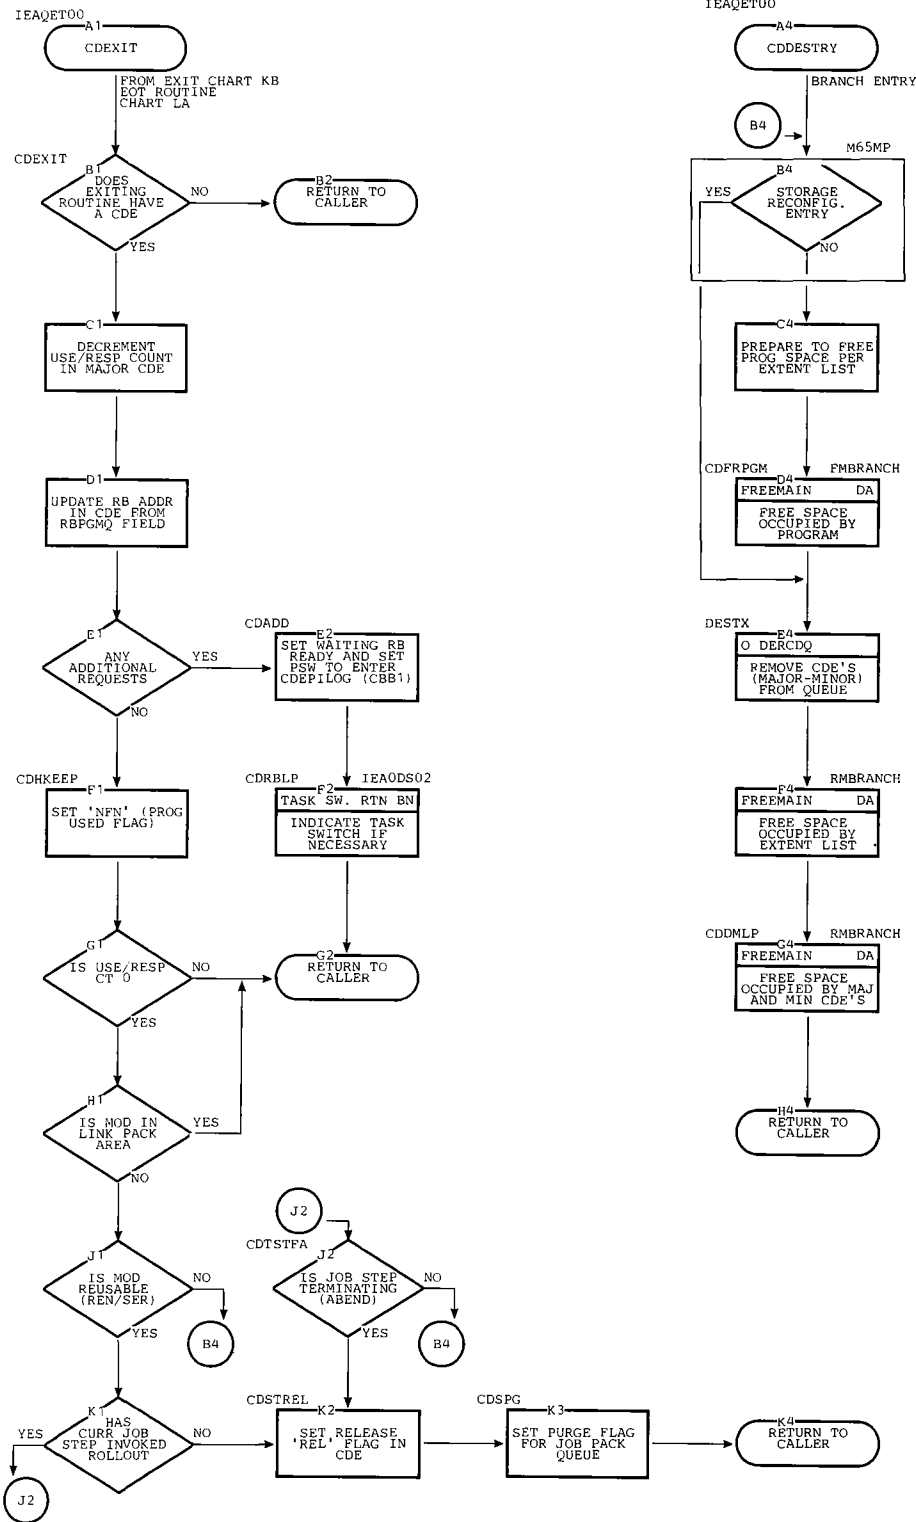 IEAQET00
A1
CDEXIT
FROM EXIT CHART KB
EOT ROUTINE
CHART LA
CDEXIT
B1
DOES
EXITING
ROUTINE HAVE
A CDE
NO
YES
B2
RETURN TO
CALLER
C1
DECREMENT
USE/RESP COUNT
IN MAJOR CDE
D1
UPDATE RB ADDR
IN CDE FROM
RBPGMQ FIELD
E1
ANY
ADDITIONAL
REQUESTS
YES
NO
CDADD
E2
SET WAITING RB
READY AND SET
PSW TO ENTER
CDEPILOG (CBB1)
CDHKEEP
F1
SET 'NFN' (PROG
USED FLAG)
CDRBLP
IEAODS02
F2
TASK SW. RTN BN
INDICATE TASK
SWITCH IF
NECESSARY
G1
IS USE/RESP
CT 0
NO
YES
G2
RETURN TO
CALLER
H1
IS MOD IN
LINK PACK
AREA
YES
NO
J1
IS MOD
REUSABLE
(REN/SER)
NO
YES
B4
J2
CDTSTFA
J2
IS JOB STEP
TERMINATING
(ABEND)
NO
YES
B4
K1
HAS
CURR JOB
STEP INVOKED
ROLLOUT
YES
NO
J2
CDSTREL
K2
SET RELEASE
'REL' FLAG IN
CDE
CDSPG
K3
SET PURGE FLAG
FOR JOB PACK
QUEUE
K4
RETURN TO
CALLER
IEAQET00
A4
CDDESTRY
BRANCH ENTRY
B4
M65MP
B4
STORAGE
RECONFIG.
ENTRY
YES
NO
C4
PREPARE TO FREE
PROG SPACE PER
EXTENT LIST
CDFRPGM
FMBRANCH
D4
FREEMAIN DA
FREE SPACE
OCCUPIED BY
PROGRAM
DESTX
E4
O DERCDQ
REMOVE CDE'S
(MAJOR-MINOR)
FROM QUEUE
RMBRANCH
F4
FREEMAIN DA
FREE SPACE
OCCUPIED BY
EXTENT LIST
CDDMLP
RMBRANCH
G4
FREEMAIN DA
FREE SPACE
OCCUPIED BY MAJ
AND MIN CDE'S
H4
RETURN TO
CALLER